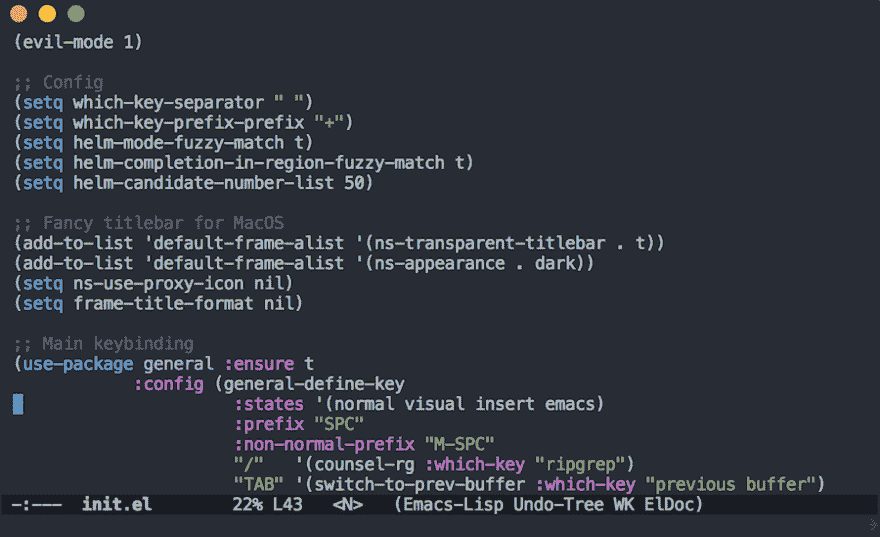 (evil-mode 1)
;; Config
(setq which-key-separator " ")
(setq which-key-prefix-prefix "+")
(setq helm-mode-fuzzy-match t)
(setq helm-completion-in-region-fuzzy-match t)
(setq helm-candidate-number-list 50)
;; Fancy titlebar for MacOS
(add-to-list 'default-frame-alist '(ns-transparent-titlebar . t))
(add-to-list 'default-frame-alist '(ns-appearance . dark))
(setq ns-use-proxy-icon nil)
(setq frame-title-format nil)
;; Main keybinding
(use-package general :ensure t
:config (general-define-key
:states '(normal visual insert emacs)
:prefix "SPC"
:non-normal-prefix "M-SPC"
"/" '(counsel-rg :which-key "ripgrep")
"TAB" '(switch-to-prev-buffer :which-key "previous buffer")
-:--- init.el 22% L43 <N> (Emacs-Lisp Undo-Tree WK ElDoc)